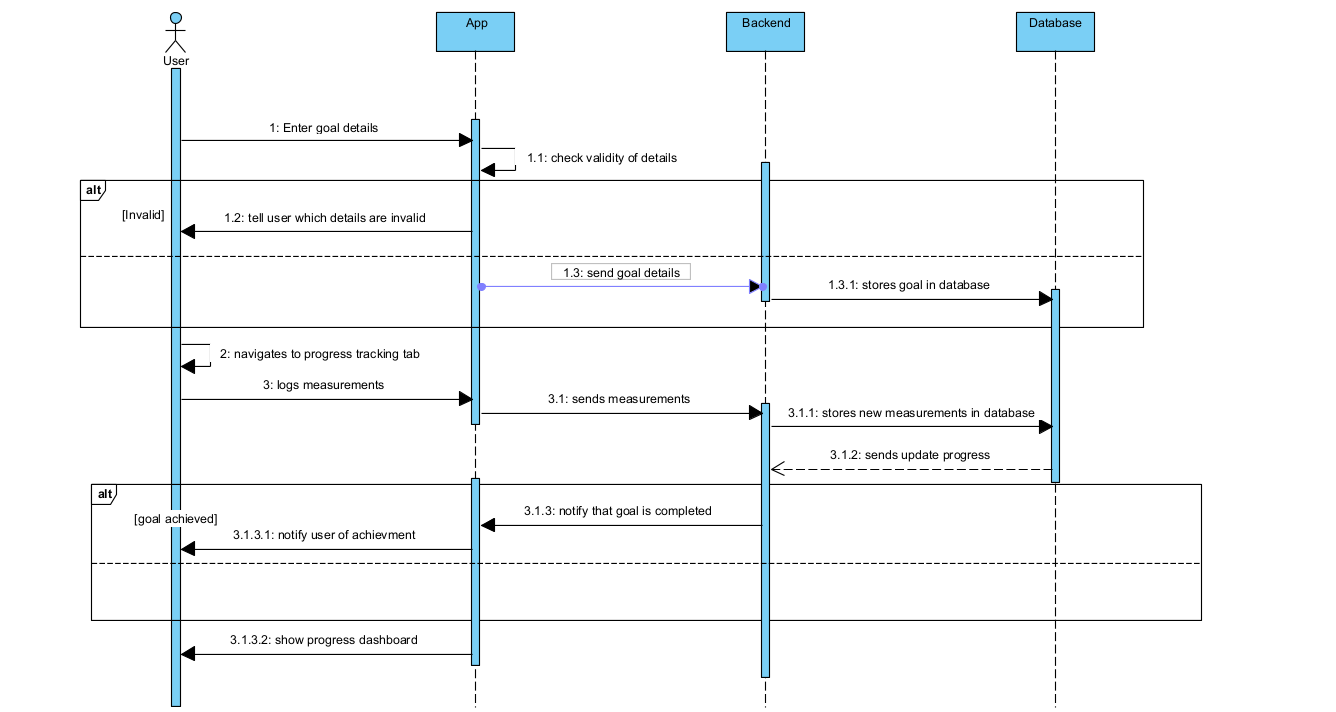 App
Backend
Database
User
1: Enter goal details
1.1: check validity of details
alt
[Invalid]
1.2: tell user which details are invalid
1.3: send goal details
1.3.1: stores goal in database
2: navigates to progress tracking tab
3: logs measurements
3.1: sends measurements
3.1.1: stores new measurements in database
3.1.2: sends update progress
alt
[goal achieved]
3.1.3: notify that goal is completed
3.1.3.1: notify user of achievment
3.1.3.2: show progress dashboard